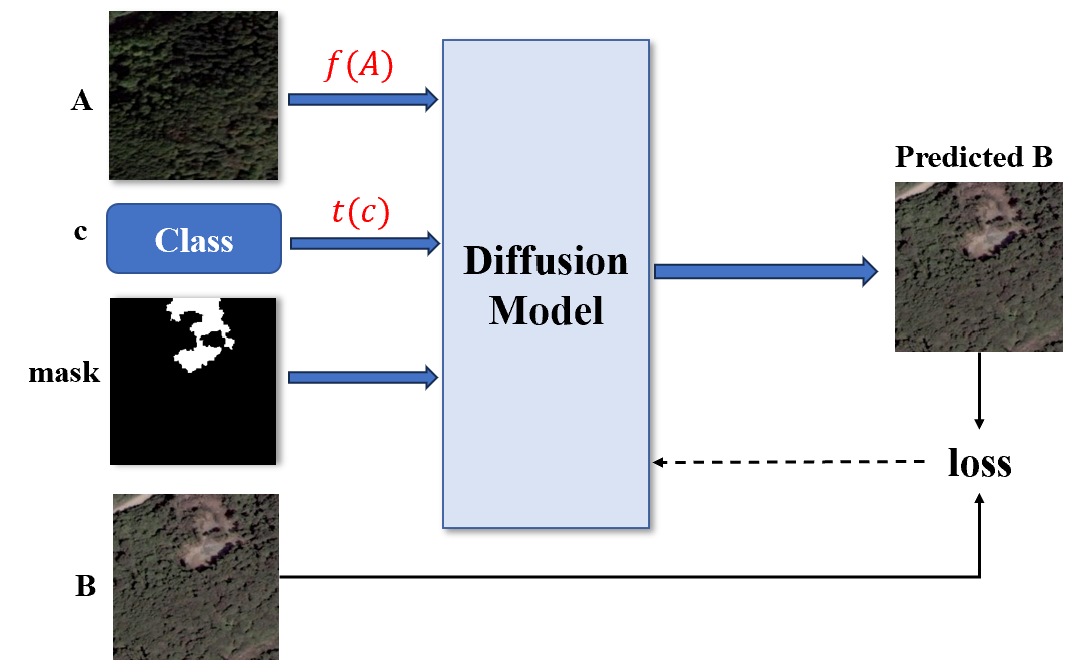 A
f(A)
c
Class
t(c)
mask
B
Diffusion
Model
Predicted B
loss